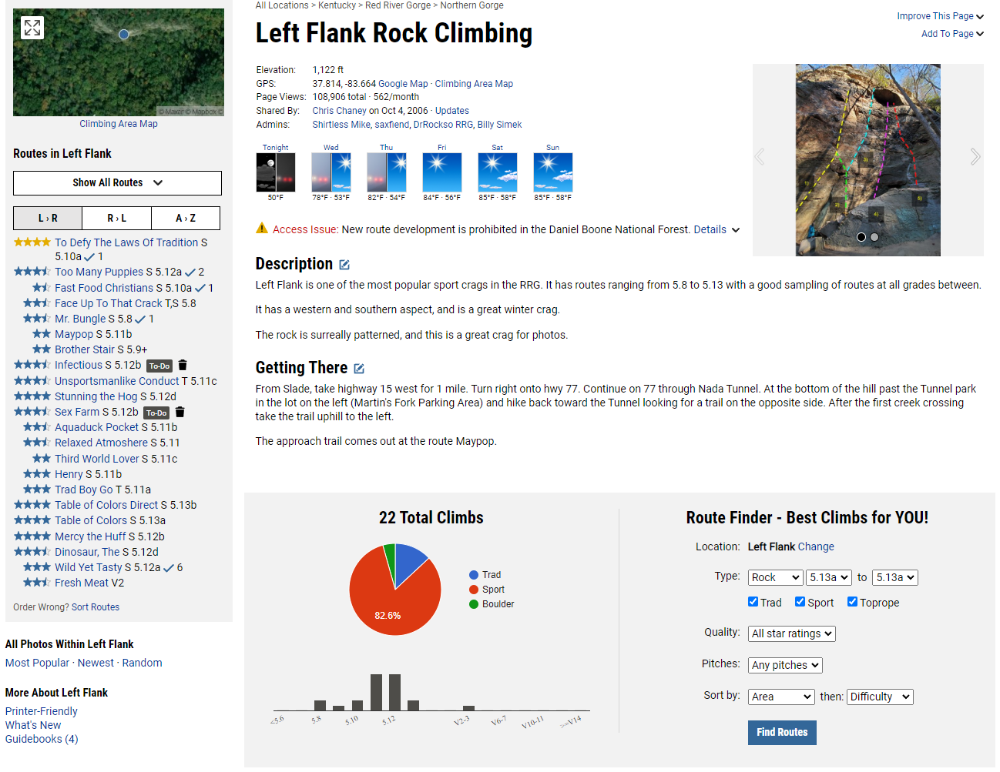 All Locations > Kentucky > Red River Gorge > Northern Gorge
Left Flank Rock Climbing
Improve This Page
Add To Page
Elevation: 1,122 ft
GPS: 37.814, -83.664 Google Map · Climbing Area Map
Page Views: 108,906 total · 562/month
Shared By: Chris Chaney on Oct 4, 2006 · Updates
Admins: Shirtless Mike, saxfiend, DrRockso RRG, Billy Simek
Tonight Wed Thu Fri Sat Sun
50°F 78°F · 53°F 82°F · 54°F 84°F · 56°F 85°F · 58°F 85°F · 58°F
1) 2) 3) 4) 5)
Access Issue: New route development is prohibited in the Daniel Boone National Forest. Details
Description
Left Flank is one of the most popular sport crags in the RRG. It has routes ranging from 5.8 to 5.13 with a good sampling of routes at all grades between.
It has a western and southern aspect, and is a great winter crag.
The rock is surreally patterned, and this is a great crag for photos.
Getting There
From Slade, take highway 15 west for 1 mile. Turn right onto hwy 77. Continue on 77 through Nada Tunnel. At the bottom of the hill past the Tunnel park
in the lot on the left (Martin's Fork Parking Area) and hike back toward the Tunnel looking for a trail on the opposite side. After the first creek crossing
take the trail uphill to the left.
The approach trail comes out at the route Maypop.
© Maxar © Mapbox ©
Climbing Area Map
Routes in Left Flank
Show All Routes
L › R R › L A › Z
To Defy The Laws Of Tradition S
5.10a 1
Too Many Puppies S 5.12a 2
Fast Food Christians S 5.10a 1
Face Up To That Crack T,S 5.8
Mr. Bungle S 5.8 1
Maypop S 5.11b
Brother Stair S 5.9+
Infectious S 5.12b To-Do
Unsportsmanlike Conduct T 5.11c
Stunning the Hog S 5.12d
Sex Farm S 5.12b To-Do
Aquaduck Pocket S 5.11b
Relaxed Atmoshere S 5.11
Third World Lover S 5.11c
Henry S 5.11b
Trad Boy Go T 5.11a
Table of Colors Direct S 5.13b
Table of Colors S 5.13a
Mercy the Huff S 5.12b
Dinosaur, The S 5.12d
Wild Yet Tasty S 5.12a 6
Fresh Meat V2
Order Wrong? Sort Routes
All Photos Within Left Flank
Most Popular · Newest · Random
More About Left Flank
Printer-Friendly
What's New
Guidebooks (4)
22 Total Climbs
82.6%
Trad
Sport
Boulder
<5.6 5.8 5.10 5.12 V2-3 V6-7 V10-11 >=V14
Route Finder - Best Climbs for YOU!
Location: Left Flank Change
Type: Rock 5.13a to 5.13a
Trad Sport Toprope
Quality: All star ratings
Pitches: Any pitches
Sort by: Area then: Difficulty
Find Routes